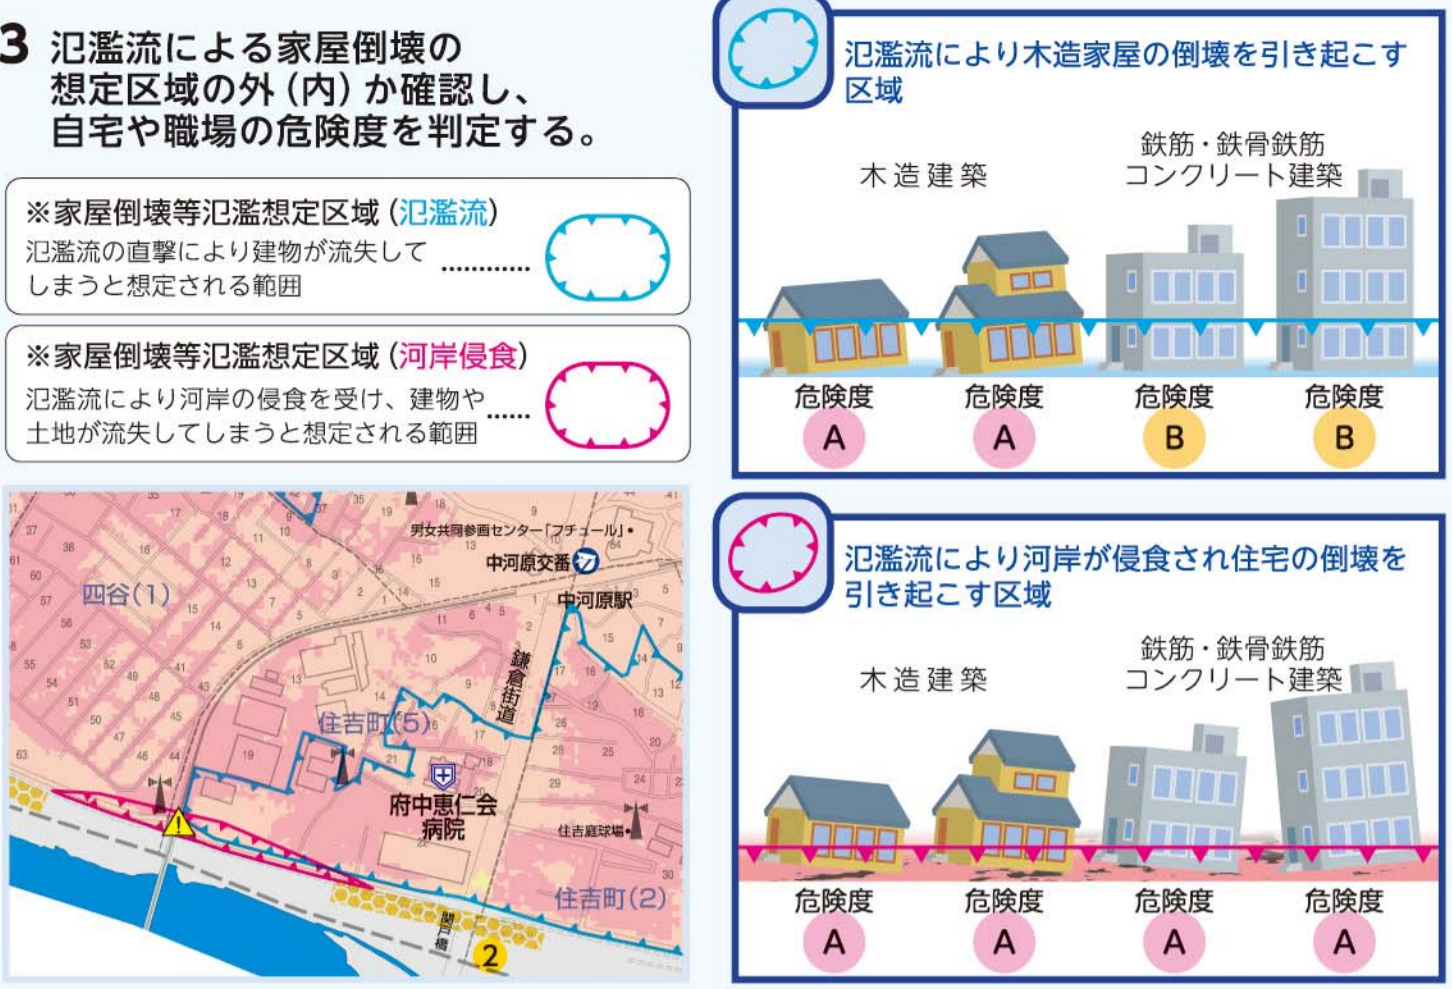 3 氾濫流による家屋倒壊の
想定区域の外(内)か確認し、
自宅や職場の危険度を判定する。
※家屋倒壊等氾濫想定区域(氾濫流)
氾濫流の直撃により建物が流失して
しまうと想定される範囲
※家屋倒壊等氾濫想定区域(河岸侵食)
氾濫流により河岸の侵食を受け、建物や
土地が流失してしまうと想定される範囲
男女共同参画センター「フチュール」
中河原交番
中河原駅
四谷(1)
鎌倉街道
住吉町(5)
府中恵仁会
病院
住吉庭球場
住吉町(2)
関戸橋
2
氾濫流により木造家屋の倒壊を引き起こす
区域
木造建築
鉄筋・鉄骨鉄筋
コンクリート建築
危険度 危険度 危険度 危険度
A A B B
氾濫流により河岸が侵食され住宅の倒壊を
引き起こす区域
木造建築
鉄筋・鉄骨鉄筋
コンクリート建築
危険度 危険度 危険度 危険度
A A A A